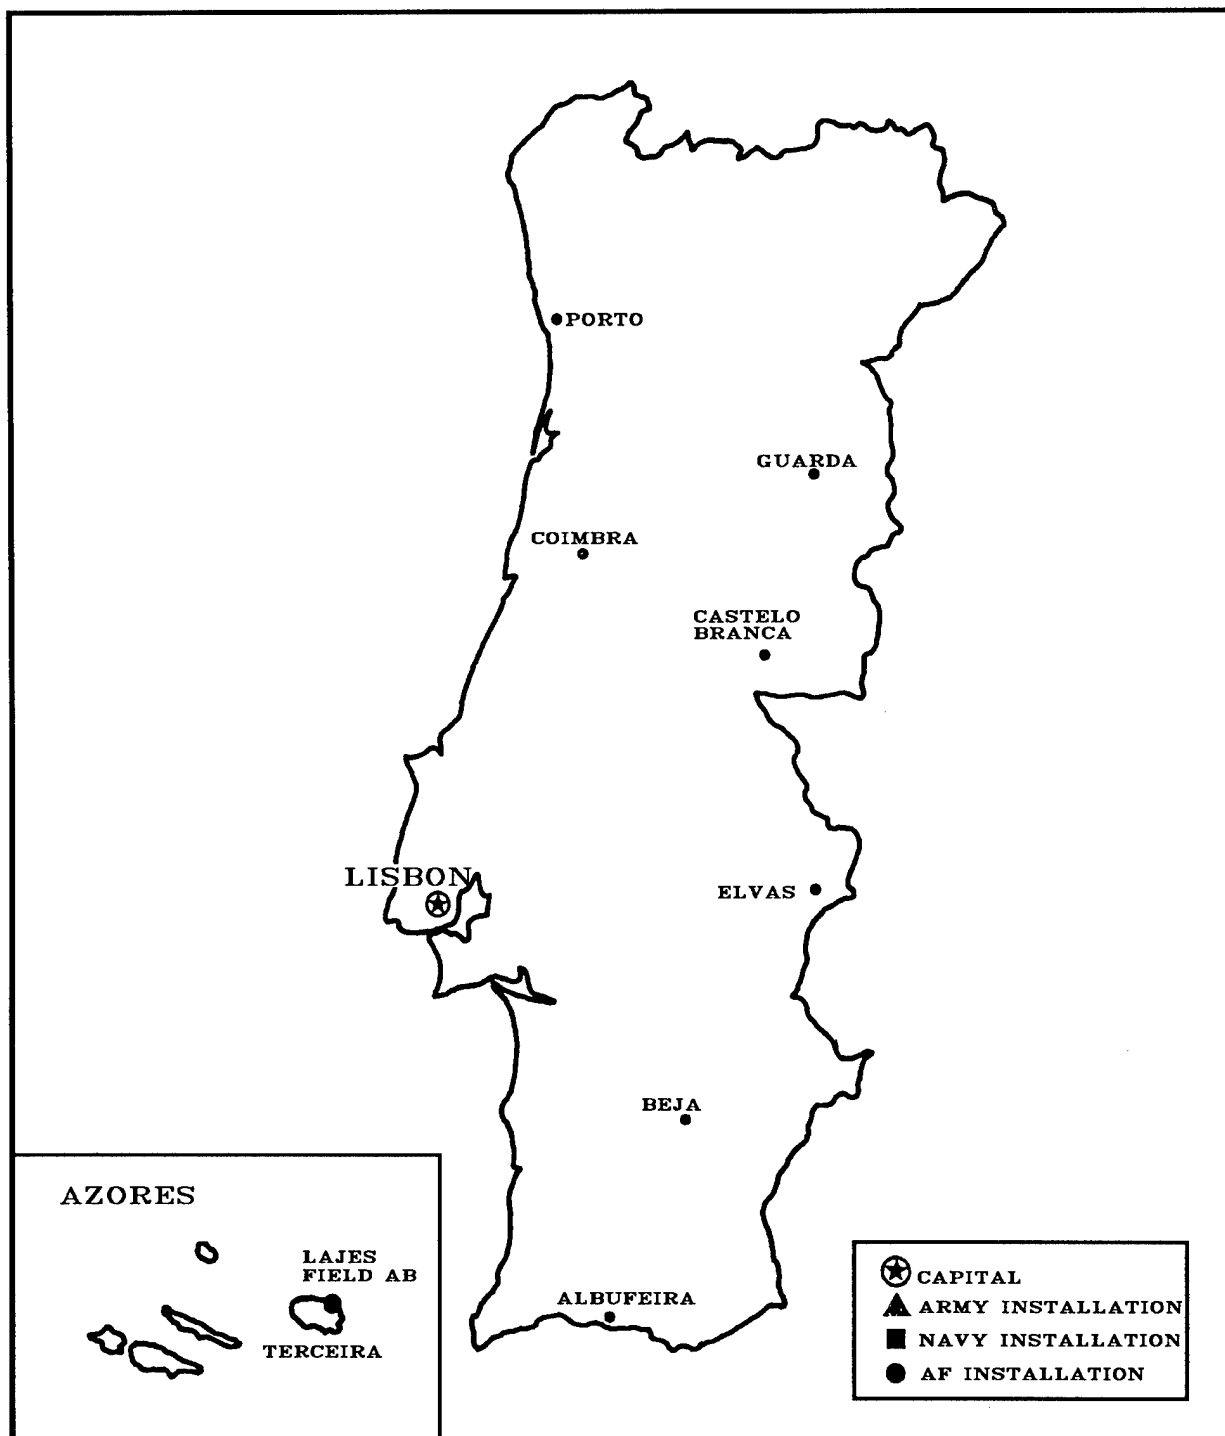 PORTO
GUARDA
COIMBRA
CASTELO
BRANCA
LISBON
ELVAS
BEJA
AZORES
LAJES
FIELD AB
TERCEIRA
ALBUFEIRA
CAPITAL
ARMY INSTALLATION
NAVY INSTALLATION
AF INSTALLATION